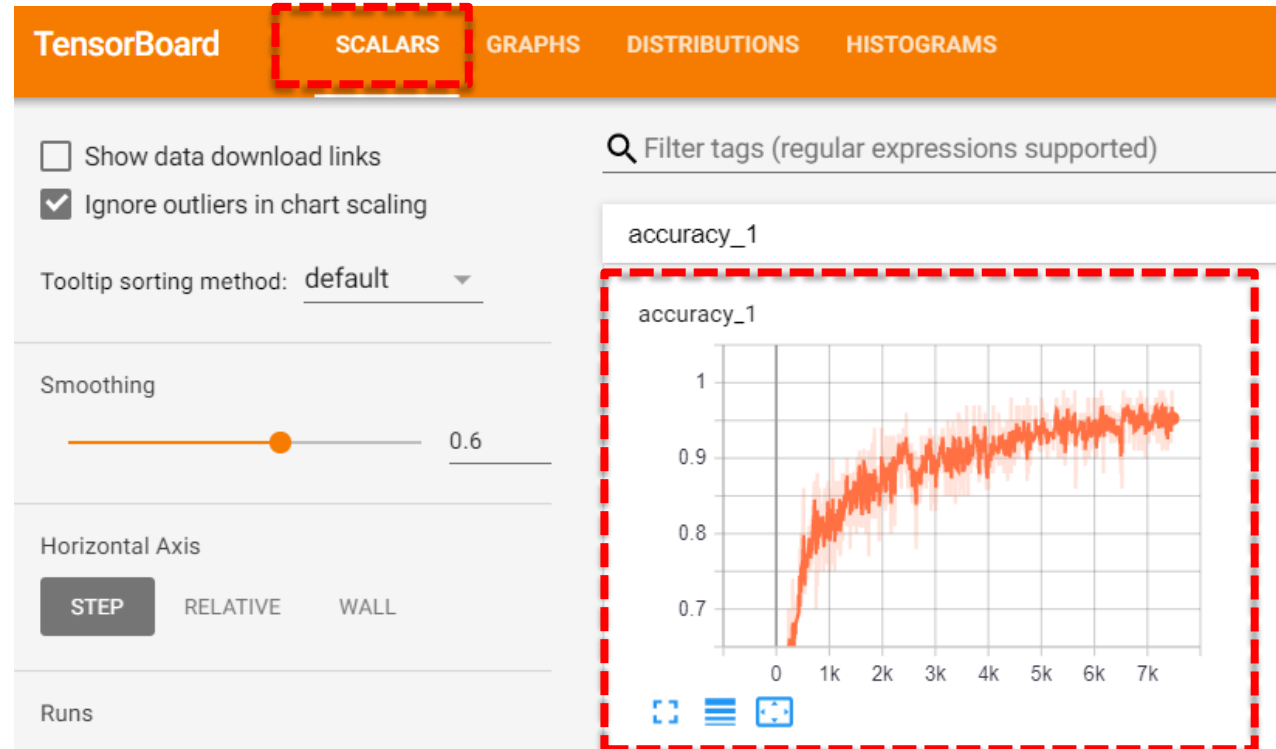 TensorBoard SCALARS GRAPHS DISTRIBUTIONS HISTOGRAMS
Show data download links
Ignore outliers in chart scaling
Tooltip sorting method: default
Smoothing
0.6
Horizontal Axis
STEP RELATIVE WALL
Runs
Filter tags (regular expressions supported)
accuracy_1
accuracy_1
1
0.9
0.8
0.7
0 1k 2k 3k 4k 5k 6k 7k